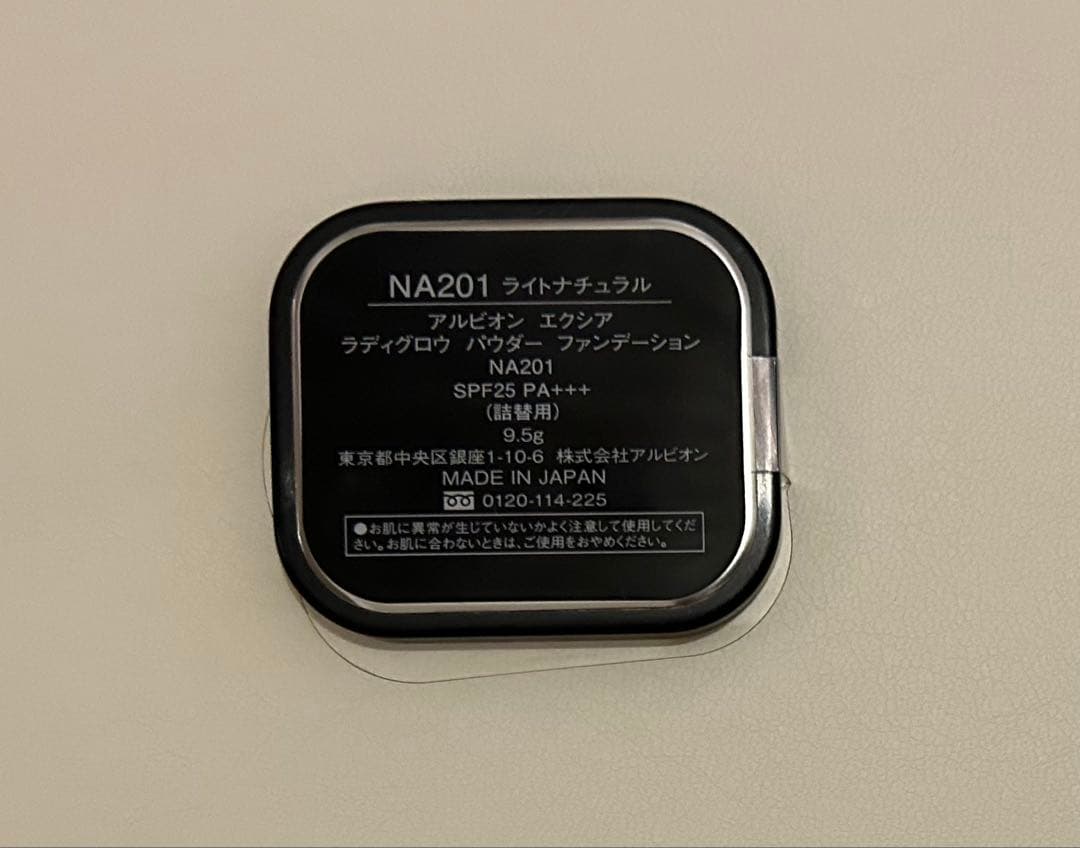 NA201 ライトナチュラル
アルビオン エクシア
ラディグロウ パウダー ファンデーション
NA201
SPF25 PA+++
(詰替用)
9.5g
東京都中央区銀座1-10-6 株式会社アルビオン
MADE IN JAPAN
0120-114-225
●お肌に異常が生じていないかよく注意して使用してくだ
さい。お肌に合わないときは、ご使用をおやめください。